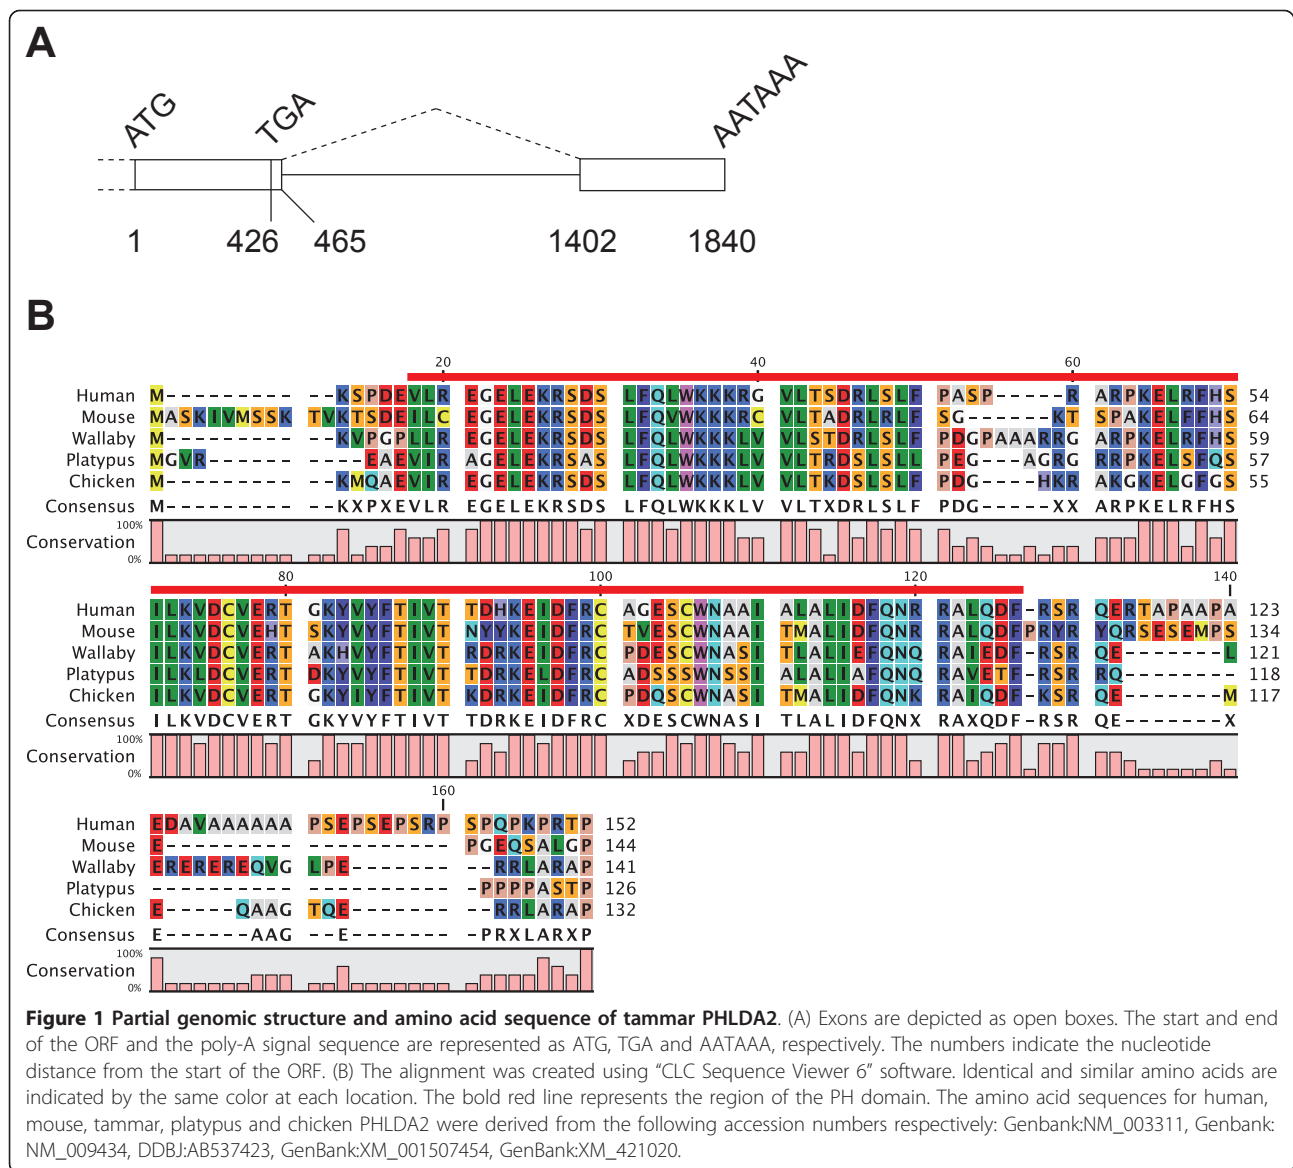 A
ATG TGA AATAAA
1 426 465 1402 1840
B
20 40 60
Human M------------KSPDEVLR EGELEKRSDS LFQLWKKKRG VLTSDRLSLF PASP-----R ARPKELRFHS 54
Mouse MASKIVMSSK TVKTSDEILC EGELEKRSDS LFQVWKKKRC VLTADRLRLF SG------KT SPAKELRFHS 64
Wallaby M------------KVPGPLLR EGELEKRSDS LFQLWKKKLV VLSTDRLSLF PDGPAAARRG ARPKELRFHS 59
Platypus MGVR-----------EAEVIR AGELEKRSAS LFQLWKKKLV VLTRDSLSLL PEG---AGRG RRPKELSFQS 57
Chicken M------------KMQAEVIR EGELEKRSDS LFQLWKKKLV VLTKDSLSLF PDG----HKR AKGKELGFGS 55
Consensus M------------KXPXEVLR EGELEKRSDS LFQLWKKKLV VLTXDRLSLF PDG-----XX ARPKELRFHS
100%
Conservation
0%
80 100 120 140
Human ILKVDCVERT GKYVYFTIVT TDHKEIDFRC AGESCWNAAI ALALIDFQNR RALQDF-RSR QERTAPAAPA 123
Mouse ILKVDCVEHT SKYVYFTIVT NYYKEIDFRC TVESCWNAAI TMALIDFQNR RALQDFPRYR YQRSESEMPS 134
Wallaby ILKVDCVERT AKHVYFTIVT RDRKEIDFRC PDESCWNASI TLALIEFQNQ RAIEDF-RSR QE-------L 121
Platypus ILKLDCVERT DKYVYFTIVT TDRKELDFRC ADSSCWNSSI ALALIAFQNQ RAVETF-RSR RQ-------- 118
Chicken ILKVDCVERT GKYIYFTIVT KDRKEIDFRC PDQSCWNASI TMALIDFQNK RAIQDF-KSR QE-------M 117
Consensus ILKVDCVERT GKYVYFTIVT TDRKEIDFRC XDESCWNASI TLALIDFQNX RAXQDF-RSR QE-------X
100%
Conservation
0%
160
Human EDAVAAAAAA PSEPSEPSRP SPQPKPRTP 152
Mouse E--------- ---------- PGEQSALGP 144
Wallaby EREREREQVG LPE------- --RRLARAP 141
Platypus ---------- ---------- -PPPPASTP 126
Chicken E-----QAAG TQE------- --RRLARAP 132
Consensus E------AAG --E------- -PRXLARXP
100%
Conservation
0%
Figure 1 Partial genomic structure and amino acid sequence of tammar PHLDA2. (A) Exons are depicted as open boxes. The start and end
of the ORF and the poly-A signal sequence are represented as ATG, TGA and AATAAA, respectively. The numbers indicate the nucleotide
distance from the start of the ORF. (B) The alignment was created using “CLC Sequence Viewer 6” software. Identical and similar amino acids are
indicated by the same color at each location. The bold red line represents the region of the PH domain. The amino acid sequences for human,
mouse, tammar, platypus and chicken PHLDA2 were derived from the following accession numbers respectively: Genbank:NM_003311, Genbank:
NM_009434, DDBJ:AB537423, GenBank:XM_001507454, GenBank:XM_421020.